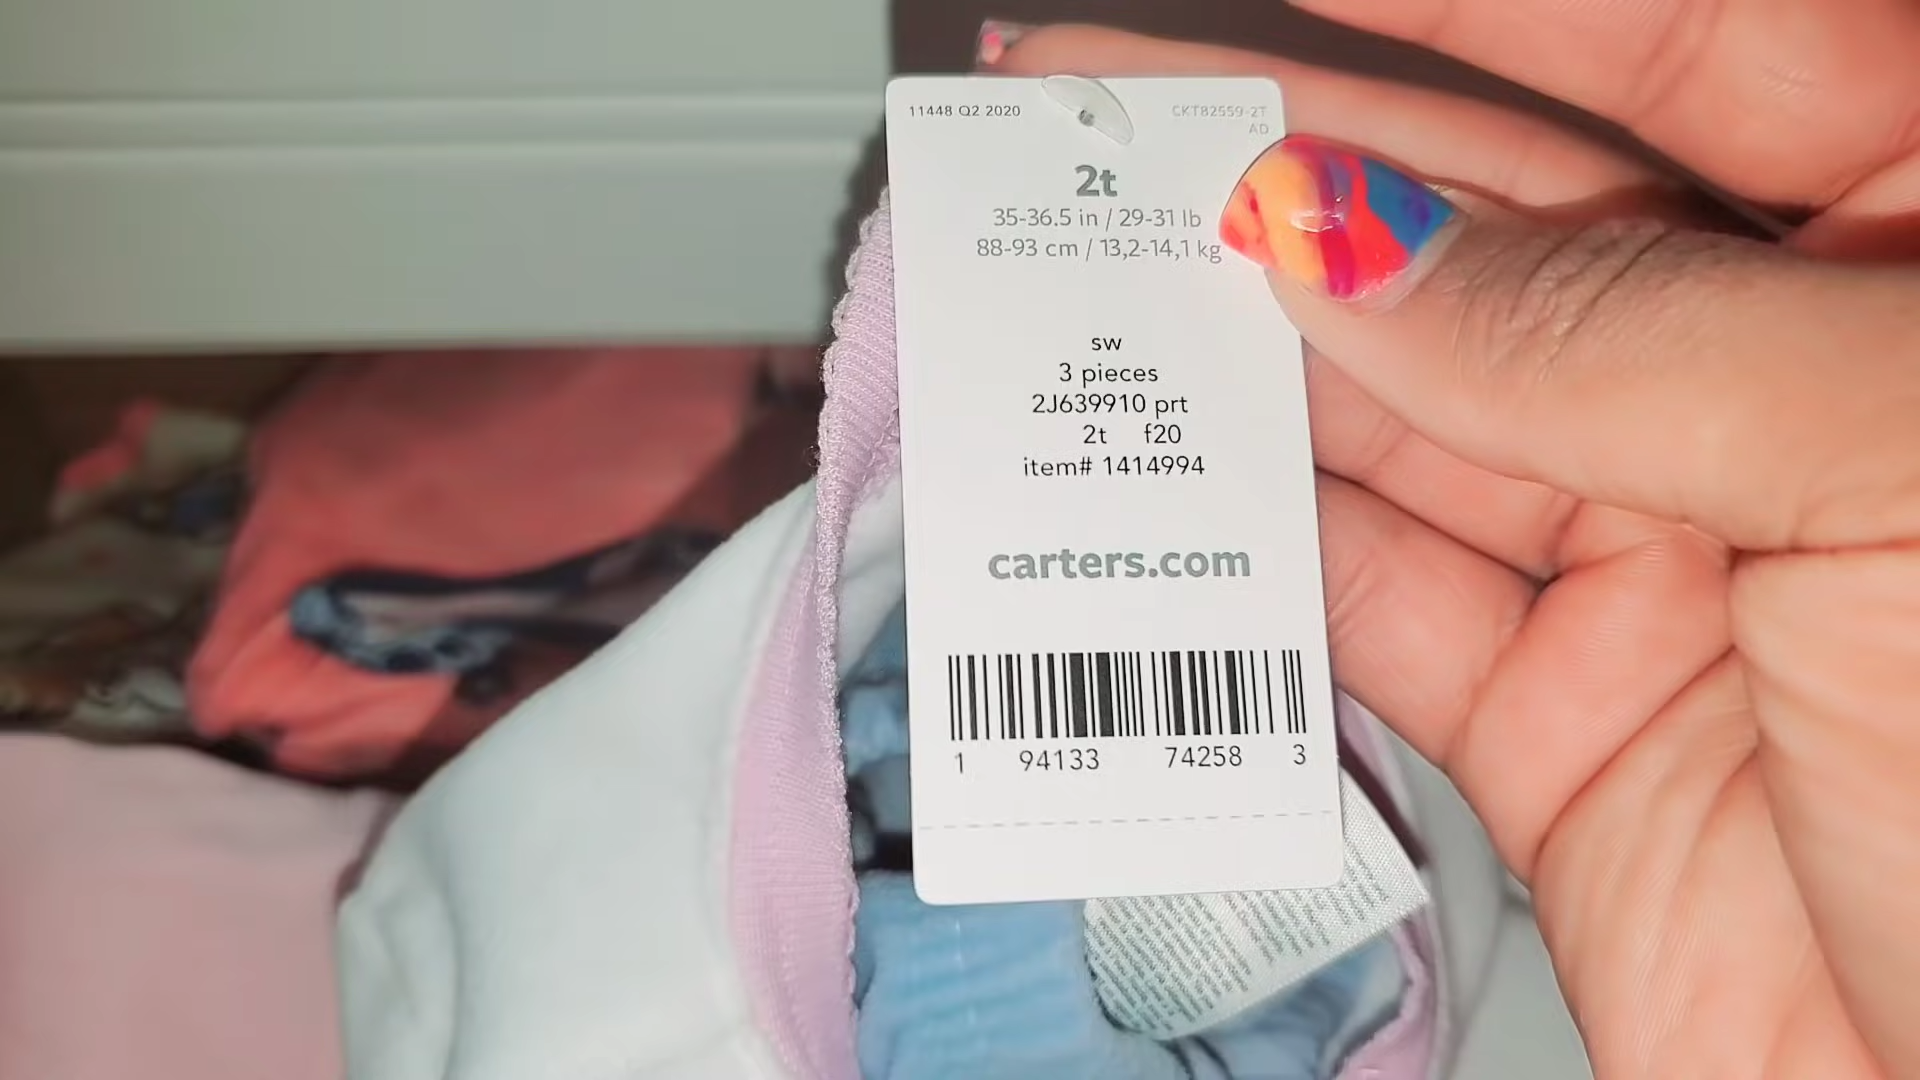 11448 Q2 2020
CKT82559-2T
AD
2t
35-36.5 in / 29-31 lb
88-93 cm / 13,2-14,1 kg
sw
3 pieces
2J639910 prt
2t f20
item# 1414994
carters.com
1 94133 74258 3